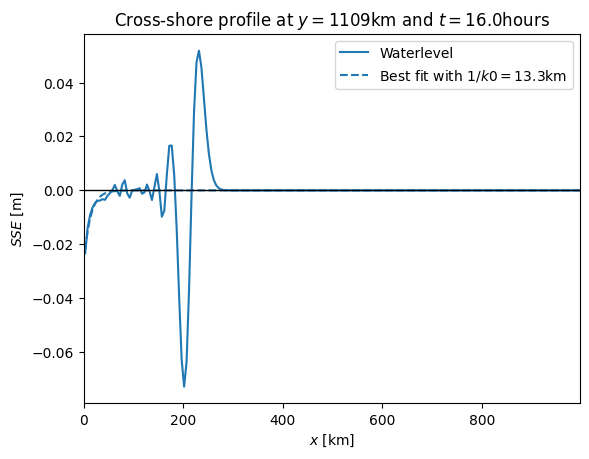 Cross-shore profile at y = 1109km and t = 16.0hours
Waterlevel
Best fit with 1/k0 = 13.3km
0.04
0.02
0.00
−0.02
−0.04
−0.06
SSE [m]
0
200
400
600
800
x [km]